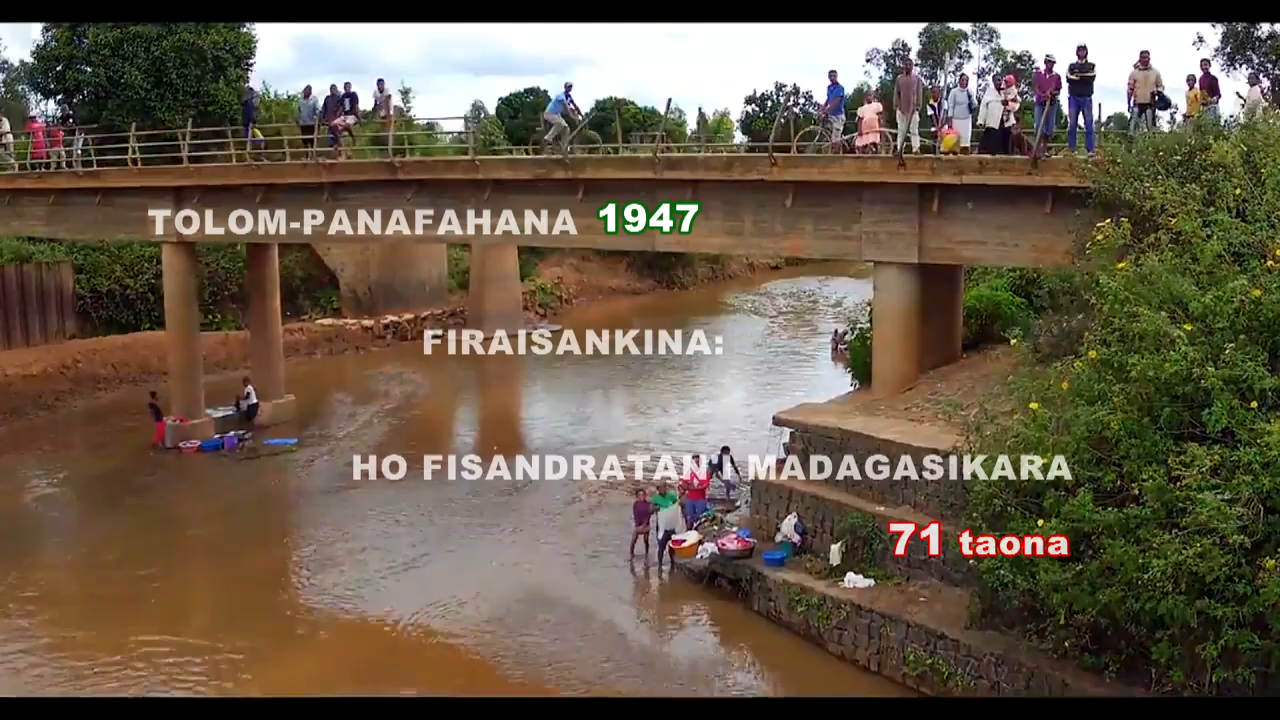 TOLOM-PANAFAHANA 1947
FIRAISANKINA:
HO FISANDRATAN'I MADAGASIKARA
71 taona